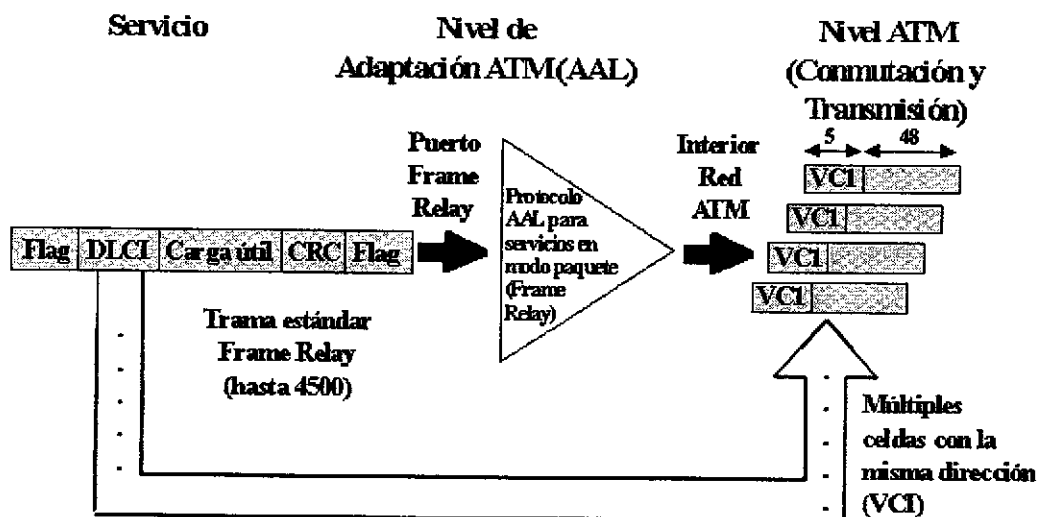 Servicio
Nivel de
Adaptación ATM(AAL)
Nivel ATM
(Conmutación y
Transmisión)
5
48
Puerto
Frame
Relay
Protocolo
AAL para
servicios en
modo paquete
(Frame
Relay)
Interior
Red
ATM
VC1
VC1
VC1
VC1
Flag
DLCI
Carga útil
CRC
Flag
Trama estándar
Frame Relay
(hasta 4500)
Múltiples
celdas con la
misma dirección
(VCI)